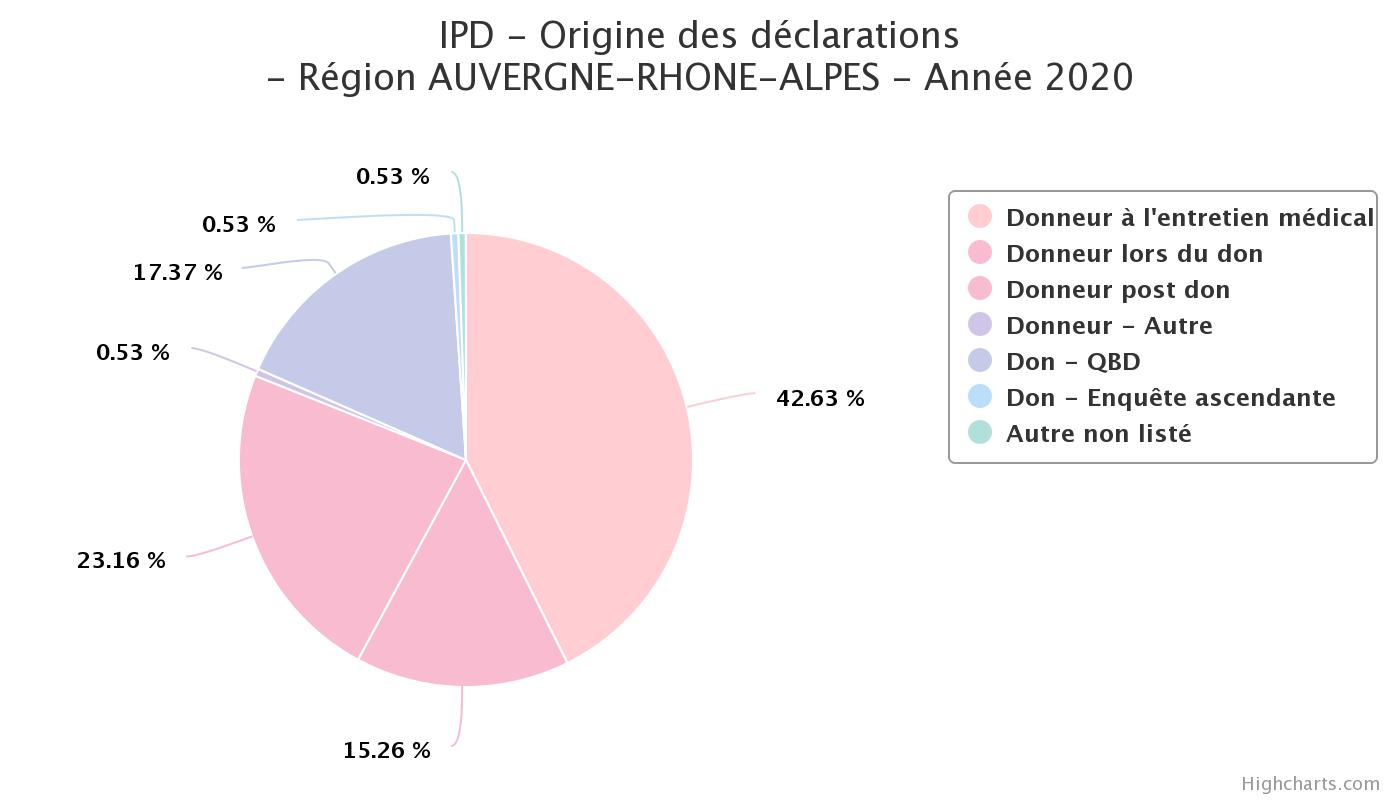 IPD – Origine des déclarations
– Région AUVERGNE–RHONE–ALPES – Année 2020
0.53 %
0.53 %
17.37 %
0.53 %
42.63 %
23.16 %
15.26 %
Donneur à l'entretien médical
Donneur lors du don
Donneur post don
Donneur – Autre
Don – QBD
Don – Enquête ascendante
Autre non listé
Highcharts.com